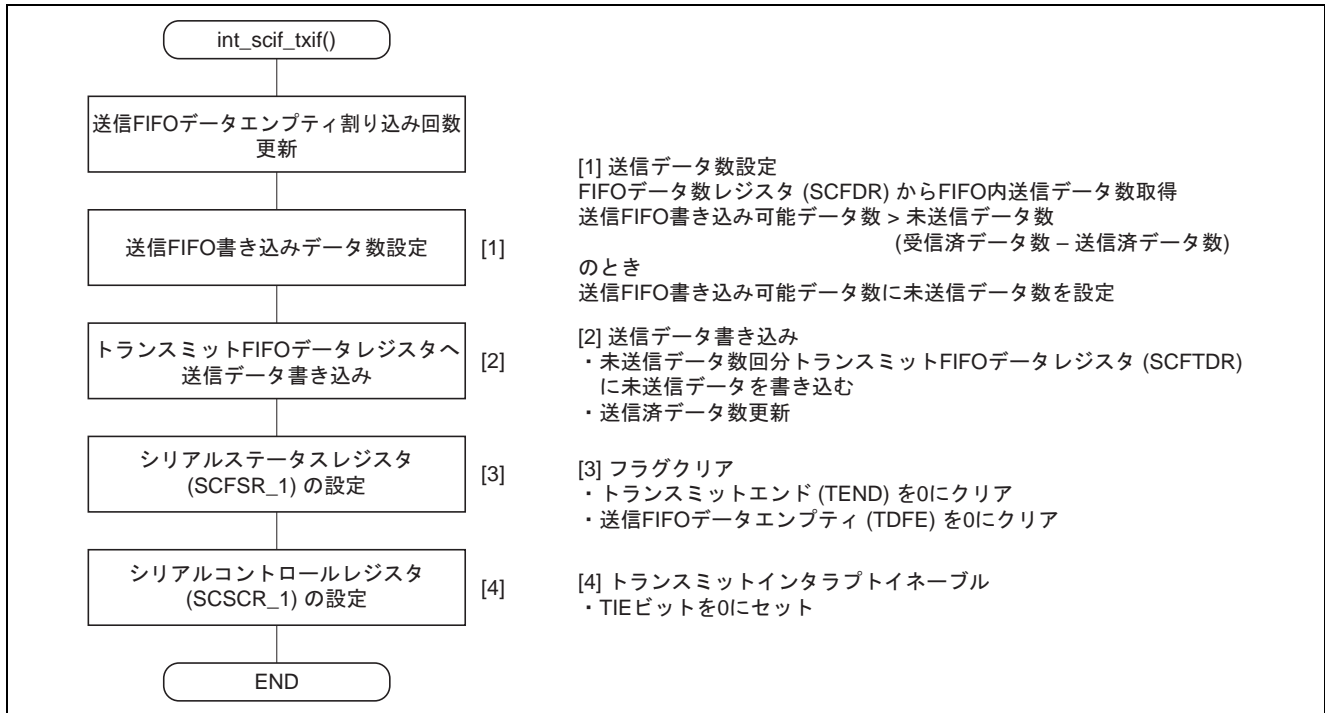 int_scif_txif()
送信FIFOデータエンプティ割り込み回数
更新
送信FIFO書き込みデータ数設定
[1]
トランスミットFIFOデータレジスタへ
送信データ書き込み
[2]
シリアルステータスレジスタ
(SCFSR_1) の設定
[3]
シリアルコントロールレジスタ
(SCSCR_1) の設定
[4]
END
[1] 送信データ数設定
FIFOデータ数レジスタ (SCFDR) からFIFO内送信データ数取得
送信FIFO書き込み可能データ数 > 未送信データ数
(受信済データ数 – 送信済データ数)
のとき
送信FIFO書き込み可能データ数に未送信データ数を設定
[2] 送信データ書き込み
・未送信データ数回分トランスミットFIFOデータレジスタ (SCFTDR)
に未送信データを書き込む
・送信済データ数更新
[3] フラグクリア
・トランスミットエンド (TEND) を0にクリア
・送信FIFOデータエンプティ (TDFE) を0にクリア
[4] トランスミットインタラプトイネーブル
・TIEビットを0にセット